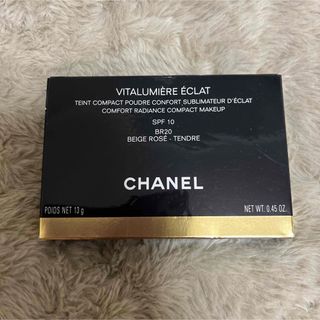 VITALUMIÈRE ÉCLAT
TEINT COMPACT POUDRE CONFORT SUBLIMATEUR D'ÉCLAT
COMFORT RADIANCE COMPACT MAKEUP
SPF 10
BR20
BEIGE ROSÉ - TENDRE
CHANEL
POIDS NET 13 g NET WT. 0.45 OZ.